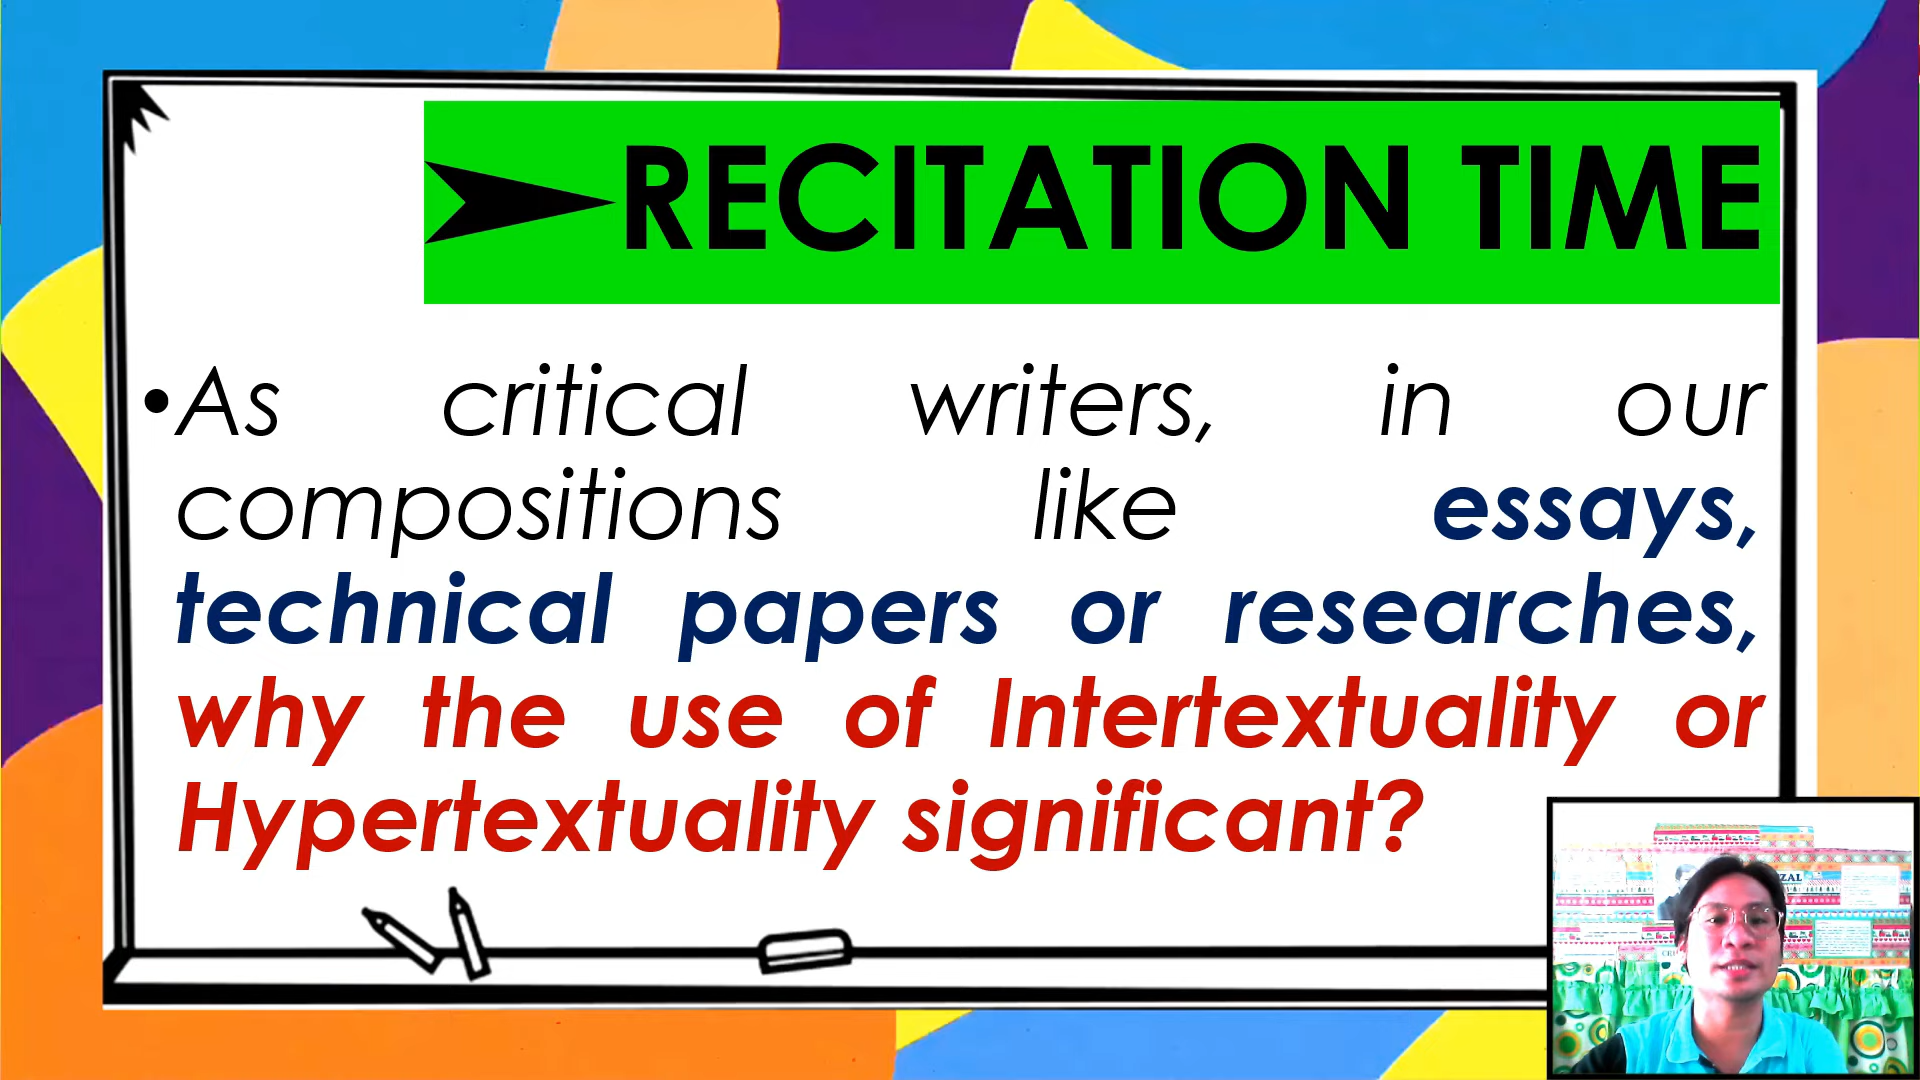 ➤RECITATION TIME
•As critical writers, in our
compositions like essays,
technical papers or researches,
why the use of Intertextuality or
Hypertextuality significant?
ZAL